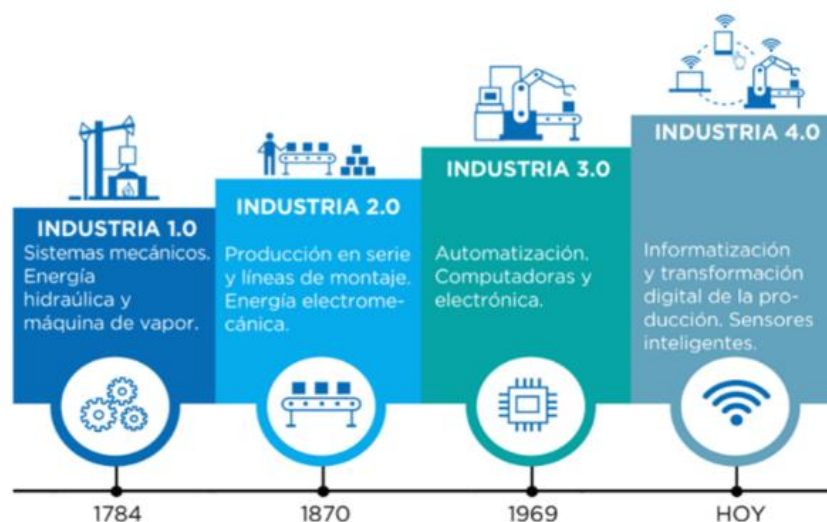 INDUSTRIA 1.0
Sistemas mecánicos.
Energía
hidráulica y
máquina de vapor.
INDUSTRIA 2.0
Producción en serie
y líneas de montaje.
Energía electrome-
cánica.
INDUSTRIA 3.0
Automatización.
Computadoras y
electrónica.
INDUSTRIA 4.0
Informatización
y transformación
digital de la pro-
ducción. Sensores
inteligentes.
1784
1870
1969
HOY